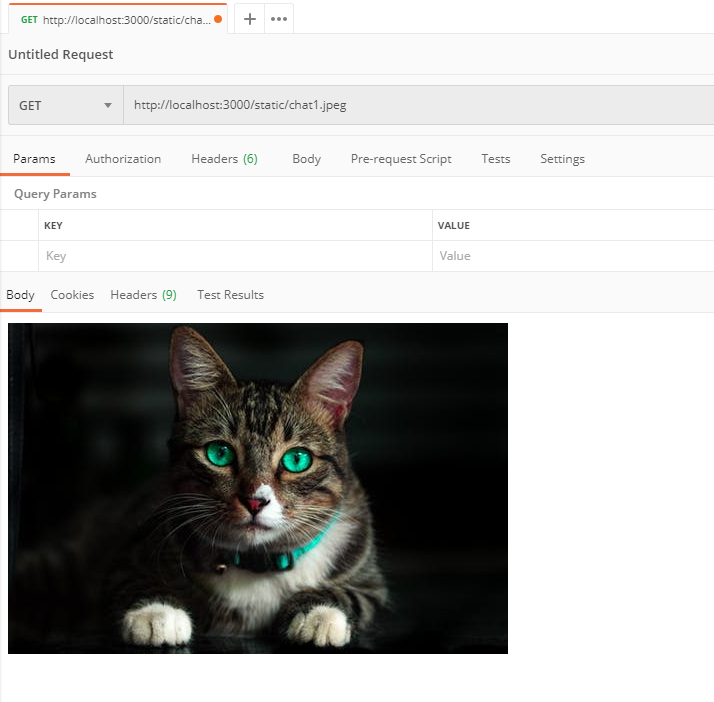 GET http://localhost:3000/static/cha...
Untitled Request
GET http://localhost:3000/static/chat1.jpeg
Params Authorization Headers (6) Body Pre-request Script Tests Settings
Query Params
KEY VALUE
Key Value
Body Cookies Headers (9) Test Results